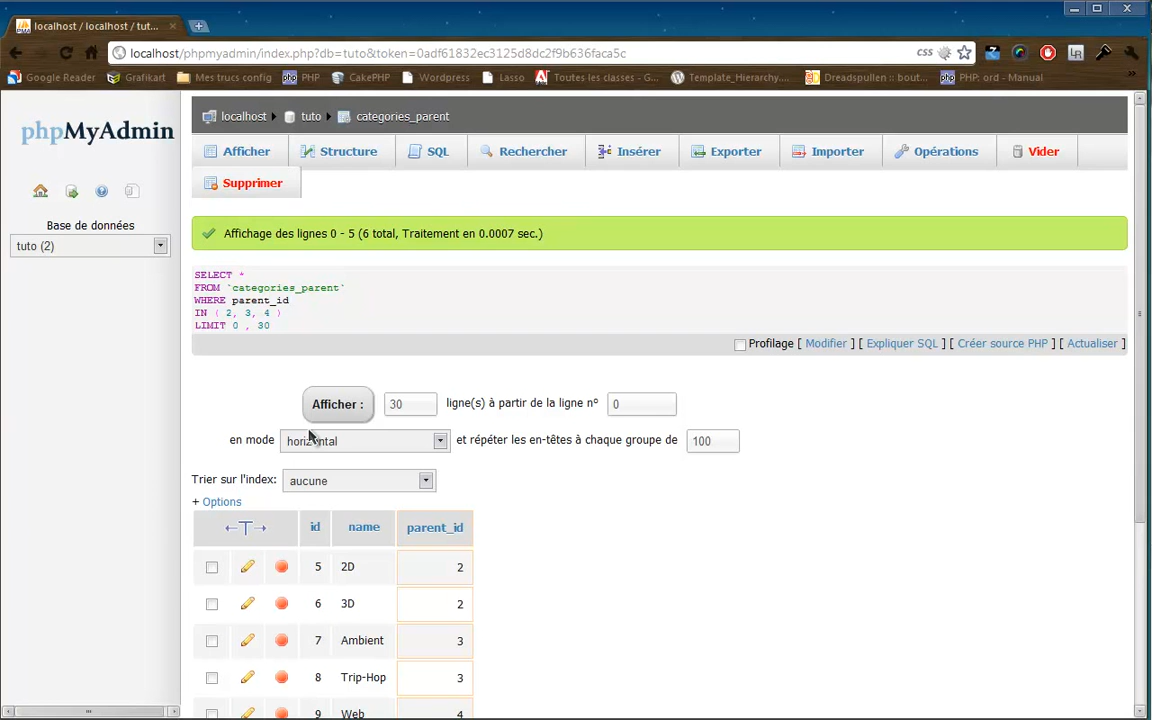 localhost / localhost / tut...
localhost/phpmyadmin/index.php?db=tuto&token=0adf61832ec3125d8dc2f9b636faca5c
CSS
LR
Google Reader
Grafikart
Mes trucs config
php PHP
CakePHP
Wordpress
Lasso
Toutes les classes - G...
Template_Hierarchy....
Dreadspullen :: bout...
php PHP: ord - Manual
phpMyAdmin
Base de données
tuto (2)
localhost
tuto
categories_parent
Afficher
Structure
SQL
Rechercher
Insérer
Exporter
Importer
Opérations
Vider
Supprimer
Affichage des lignes 0 - 5 (6 total, Traitement en 0.0007 sec.)
SELECT *
FROM `categories_parent`
WHERE parent_id
IN ( 2, 3, 4 )
LIMIT 0 , 30
Profilage [ Modifier ] [ Expliquer SQL ] [ Créer source PHP ] [ Actualiser ]
Afficher : 30 ligne(s) à partir de la ligne n° 0
en mode horizontal et répéter les en-têtes à chaque groupe de 100
Trier sur l'index: aucune
+ Options
←T→ id name parent_id
5 2D 2
6 3D 2
7 Ambient 3
8 Trip-Hop 3
9 Web 4